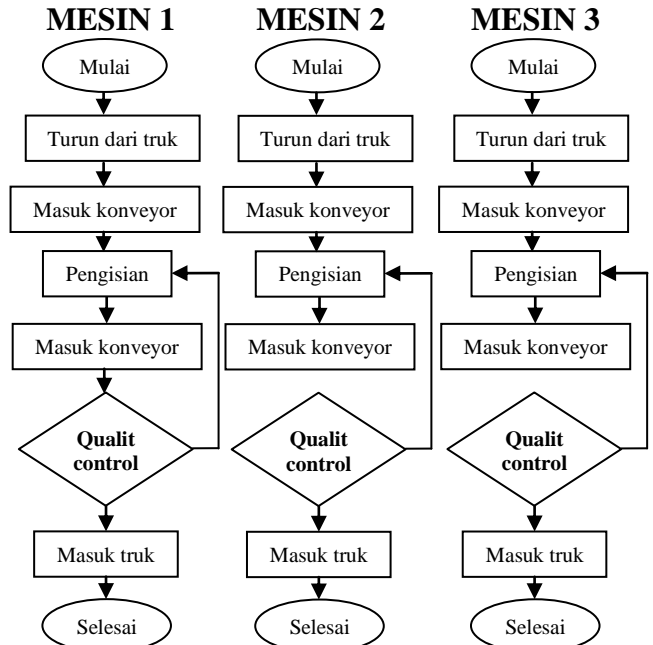 MESIN 1
Mulai
Turun dari truk
Masuk konveyor
Pengisian
Masuk konveyor
Qualit
control
Masuk truk
Selesai
MESIN 2
Mulai
Turun dari truk
Masuk konveyor
Pengisian
Masuk konveyor
Qualit
control
Masuk truk
Selesai
MESIN 3
Mulai
Turun dari truk
Masuk konveyor
Pengisian
Masuk konveyor
Qualit
control
Masuk truk
Selesai